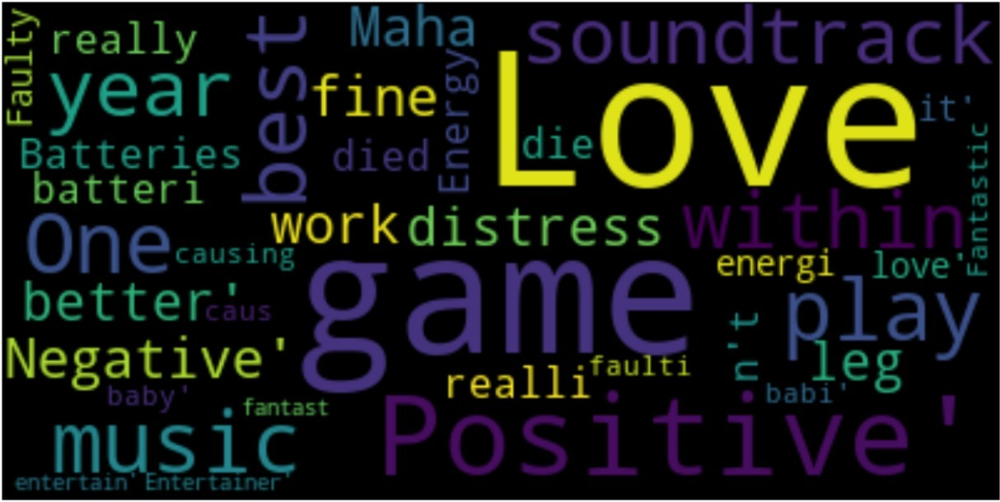 Faulty
really
year
best
Maha
fine
Energya
soundtrack
Love
it'
die
Batteries
died
batteri
Fantastic
One
causing
work
distress
within
energi
love'
better'
caus
game
play
n't
leg
Negative'
realli
faulti
babi'
baby'
fantast
music
Positive'
entertain'
Entertainer'